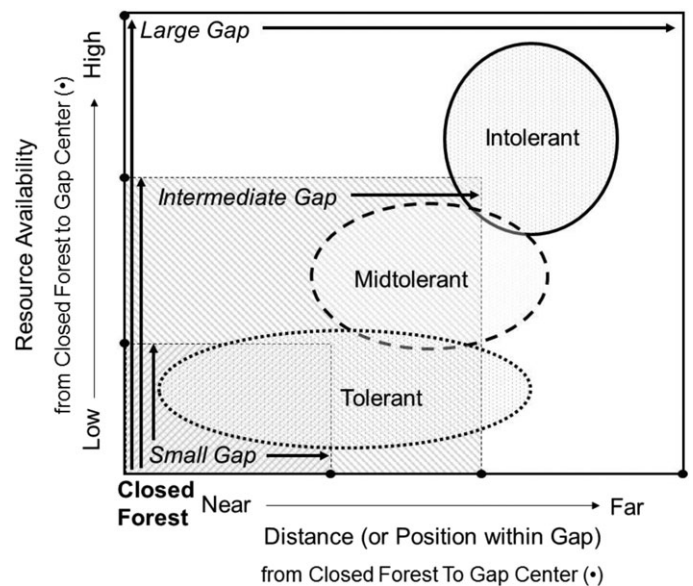 Large Gap
High
Intolerant
Resource Availability
from Closed Forest to Gap Center (•)
Intermediate Gap
Midtolerant
Tolerant
Low
Small Gap
Closed
Forest
Near
Far
Distance (or Position within Gap)
from Closed Forest To Gap Center (•)